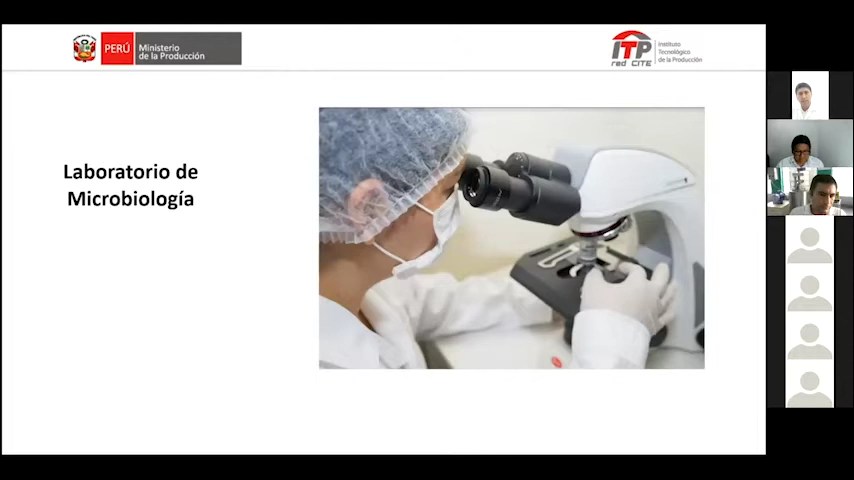 PERÚ
Ministerio
de la Producción
ITP
red CITE
Instituto
Tecnológico
de la Producción
Laboratorio de
Microbiología